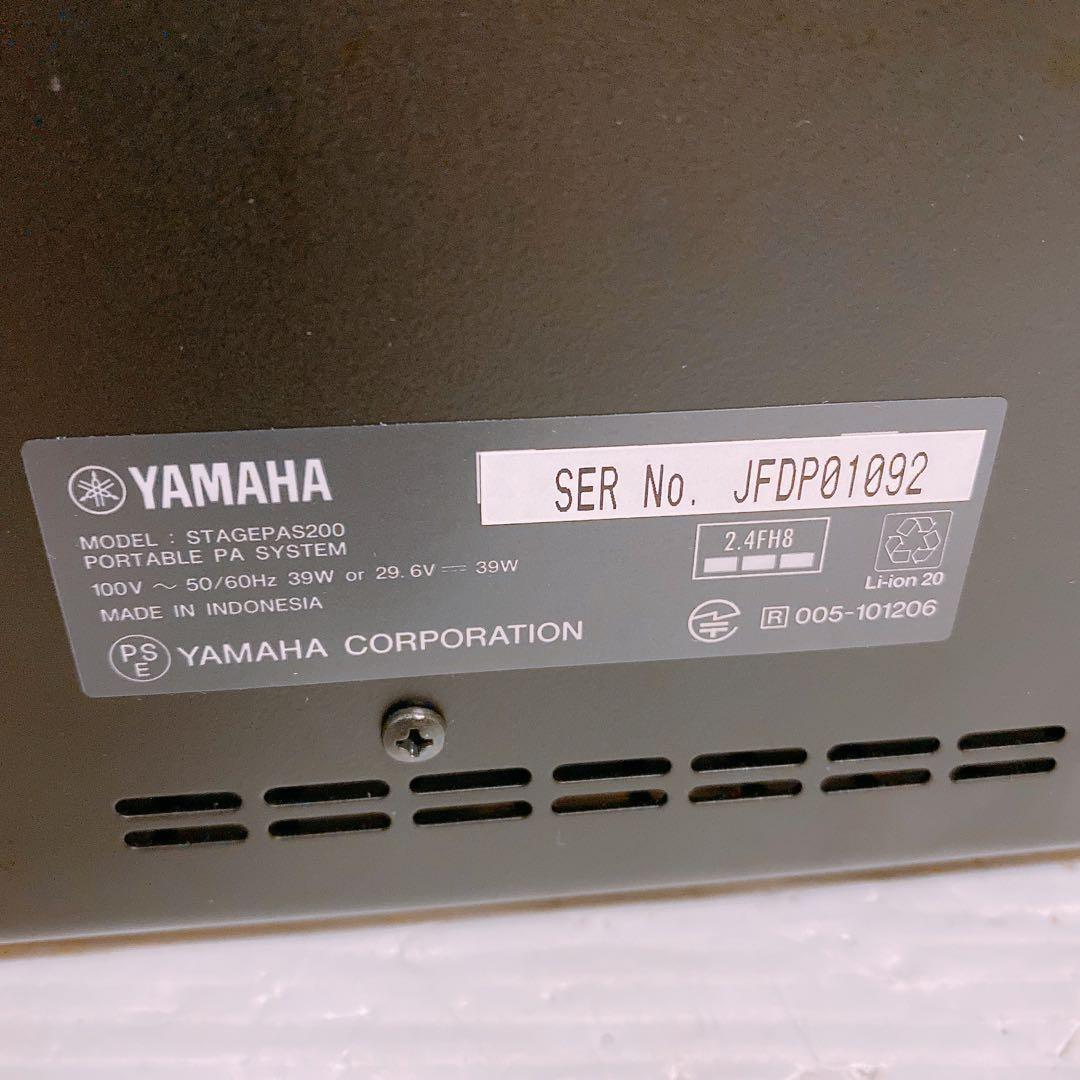 YAMAHA
SER No. JFDP01092
MODEL : STAGEPAS200
PORTABLE PA SYSTEM
100V ~ 50/60Hz 39W or 29.6V ⎓ 39W
MADE IN INDONESIA
2.4FH8
Li-ion 20
PS
E
YAMAHA CORPORATION
R 005-101206